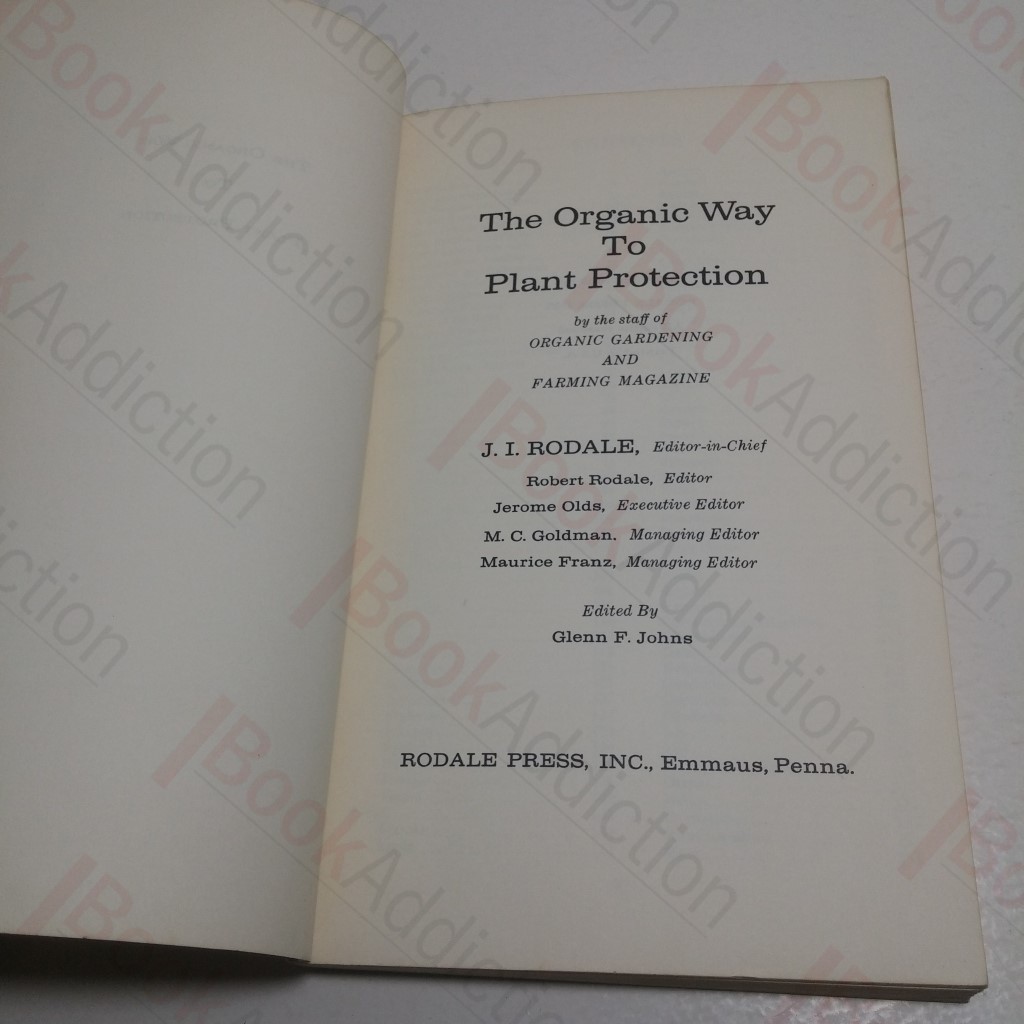 The Organic Way
To
Plant Protection
by the staff of
ORGANIC GARDENING
AND
FARMING MAGAZINE
J. I. RODALE, Editor-in-Chief
Robert Rodale, Editor
Jerome Olds, Executive Editor
M. C. Goldman. Managing Editor
Maurice Franz, Managing Editor
Edited By
Glenn F. Johns
RODALE PRESS, INC., Emmaus, Penna.
BookAddiction